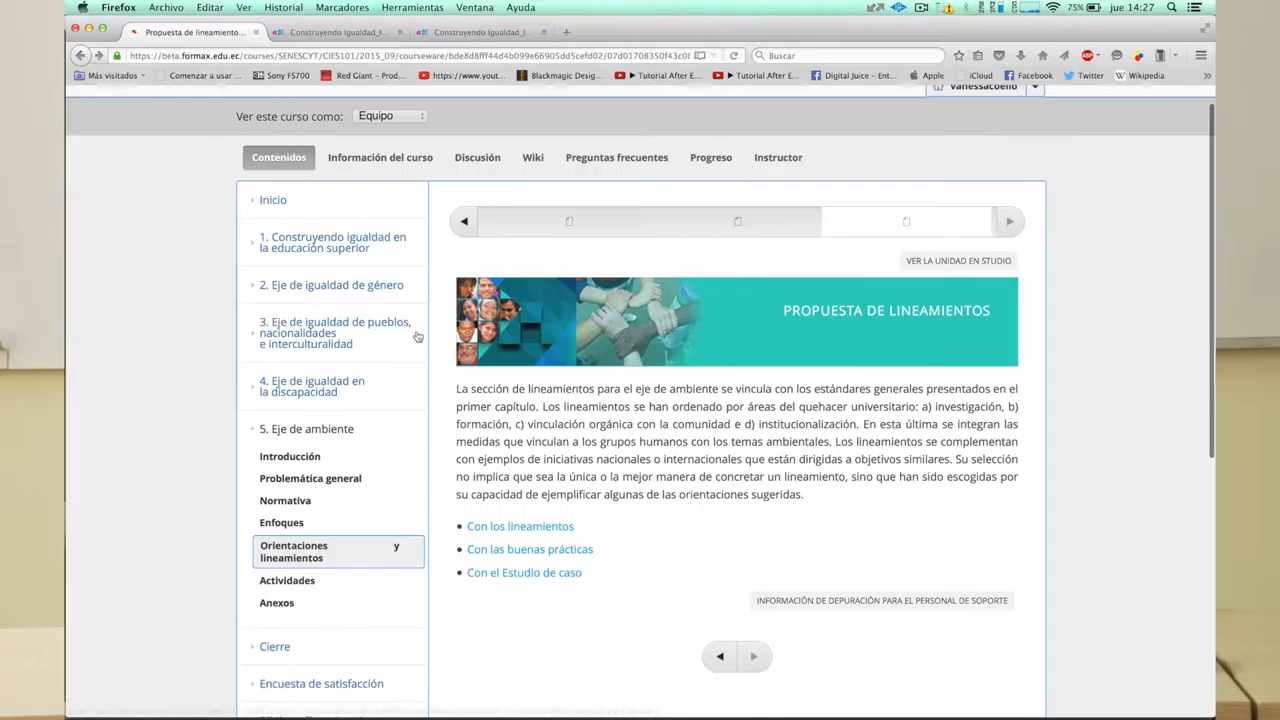 Firefox Archivo Editar Ver Historial Marcadores Herramientas Ventana Ayuda 75% jue 14:27
Propuesta de lineamiento... Construyendo Igualdad_I... Construyendo Igualdad_I...
https://beta.formax.edu.ec/courses/SENESCYT/CIES101/2015_09/courseware/bde8d8fff44d4b099e66905dd5cefd02/07d01708350f43c08 Buscar
Más visitados Comenzar a usar ... Sony FS700 Red Giant - Prod... https://www.yout... Blackmagic Desig... Tutorial After E... Tutorial After E... Digital Juice – Ent... Apple iCloud Facebook Twitter Wikipedia
vanessacoello
Ver este curso como: Equipo
Contenidos Información del curso Discusión Wiki Preguntas frecuentes Progreso Instructor
Inicio
1. Construyendo igualdad en
la educación superior
2. Eje de igualdad de género
3. Eje de igualdad de pueblos,
nacionalidades
e interculturalidad
4. Eje de igualdad en
la discapacidad
5. Eje de ambiente
Introducción
Problemática general
Normativa
Enfoques
Orientaciones y
lineamientos
Actividades
Anexos
Cierre
Encuesta de satisfacción
VER LA UNIDAD EN STUDIO
PROPUESTA DE LINEAMIENTOS
La sección de lineamientos para el eje de ambiente se vincula con los estándares generales presentados en el
primer capítulo. Los lineamientos se han ordenado por áreas del quehacer universitario: a) investigación, b)
formación, c) vinculación orgánica con la comunidad e d) institucionalización. En esta última se integran las
medidas que vinculan a los grupos humanos con los temas ambientales. Los lineamientos se complementan
con ejemplos de iniciativas nacionales o internacionales que están dirigidas a objetivos similares. Su selección
no implica que sea la única o la mejor manera de concretar un lineamiento, sino que han sido escogidas por
su capacidad de ejemplificar algunas de las orientaciones sugeridas.
Con los lineamientos
Con las buenas prácticas
Con el Estudio de caso
INFORMACIÓN DE DEPURACIÓN PARA EL PERSONAL DE SOPORTE